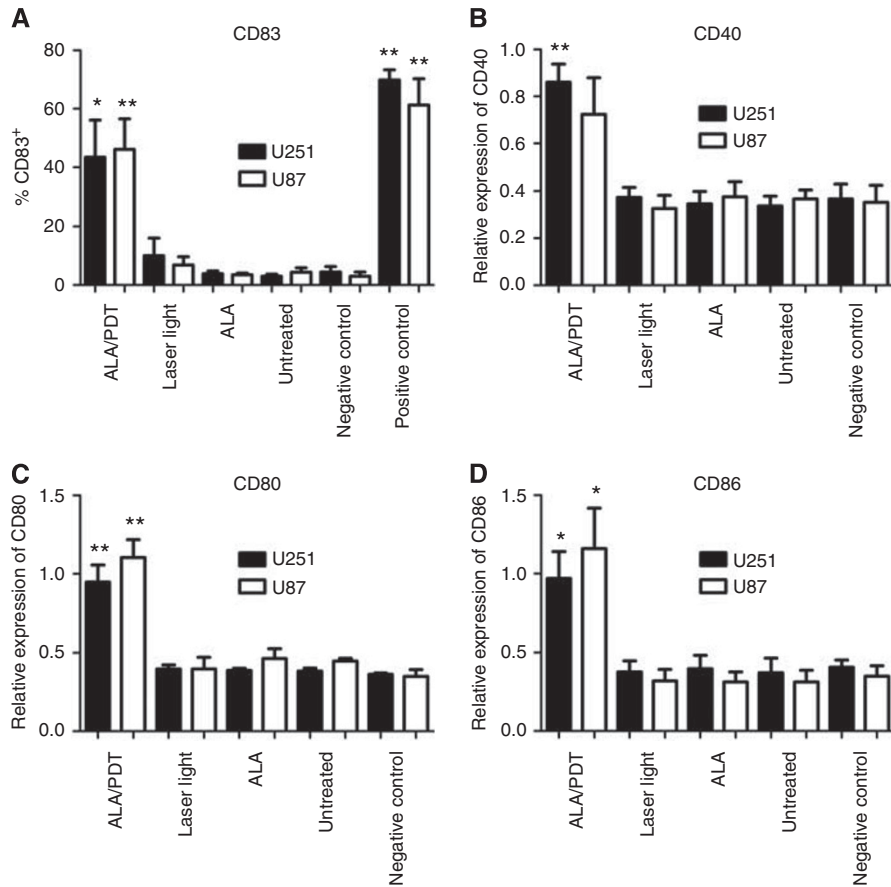 A
CD83
% CD83+
80
60
40
20
0
* ** ** **
U251
U87
ALA/PDT
Laser light
ALA
Untreated
Negative control
Positive control
B
CD40
Relative expression of CD40
1.0
0.8
0.6
0.4
0.2
0.0
**
U251
U87
ALA/PDT
Laser light
ALA
Untreated
Negative control
C
CD80
Relative expression of CD80
1.5
1.0
0.5
0.0
** **
U251
U87
ALA/PDT
Laser light
ALA
Untreated
Negative control
D
CD86
Relative expression of CD86
1.5
1.0
0.5
0.0
* *
U251
U87
ALA/PDT
Laser light
ALA
Untreated
Negative control